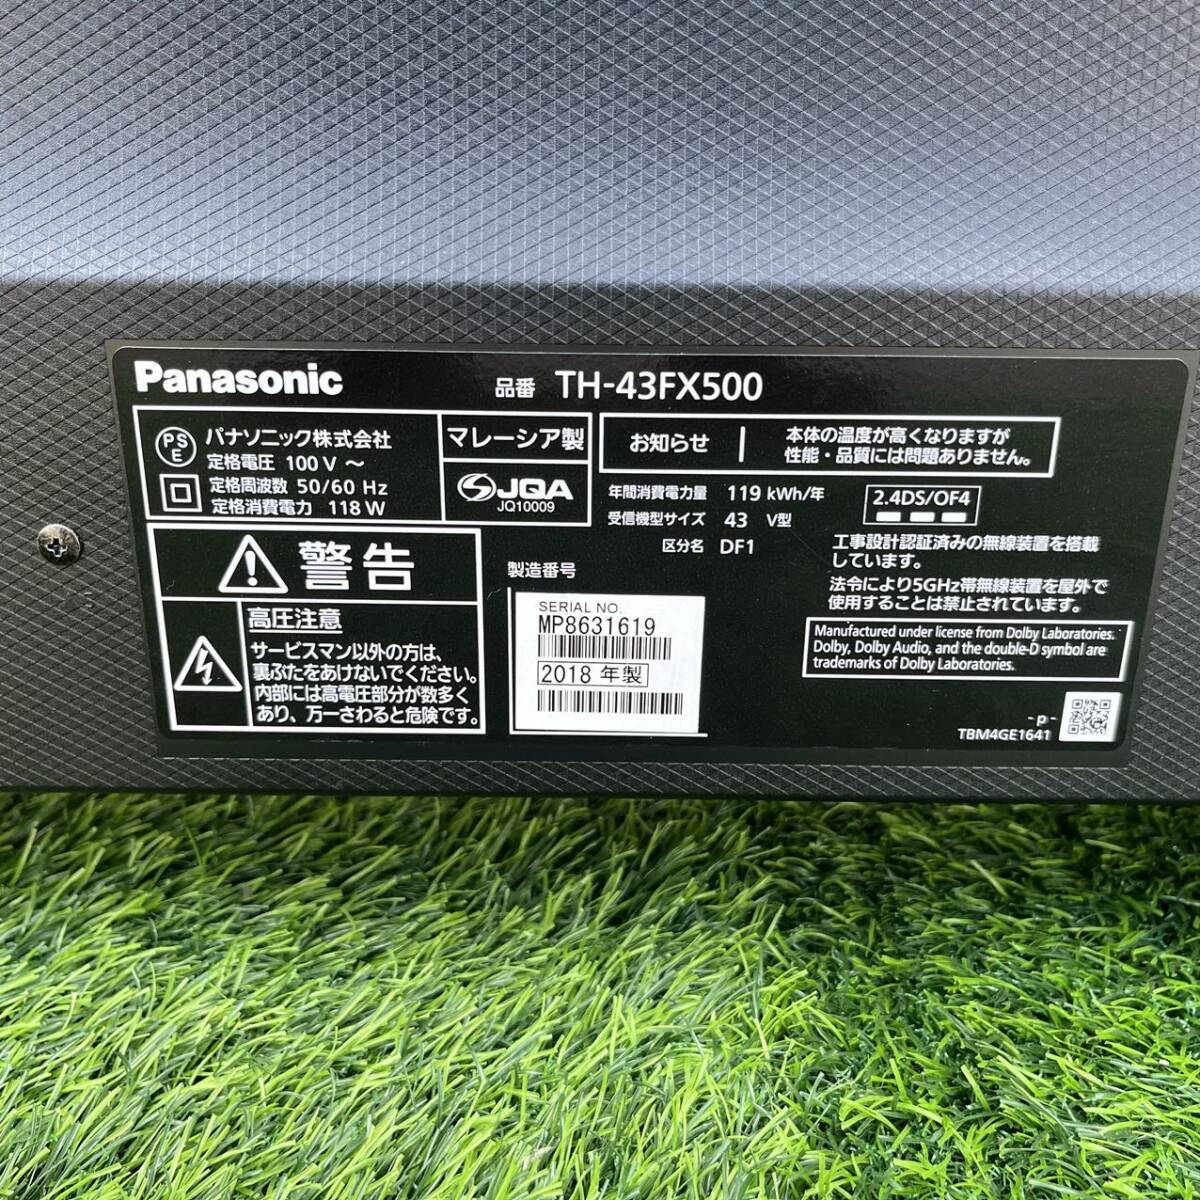 Panasonic
品番 TH-43FX500
PSE
パナソニック株式会社
定格電圧 100 V ～
定格周波数 50/60 Hz
定格消費電力 118 W
マレーシア製
JQA
JQ10009
お知らせ
本体の温度が高くなりますが
性能・品質には問題ありません。
年間消費電力量 119 kWh/年
受信機型サイズ 43 V型
区分名 DF1
2.4DS/OF4
工事設計認証済みの無線装置を搭載
しています。
法令により5GHz帯無線装置を屋外で
使用することは禁止されています。
警告
高圧注意
サービスマン以外の方は、
裏ぶたをあけないでください。
内部には高電圧部分が数多く
あり、万一さわると危険です。
製造番号
SERIAL NO.
MP8631619
2018 年製
Manufactured under license from Dolby Laboratories.
Dolby, Dolby Audio, and the double-D symbol are
trademarks of Dolby Laboratories.
- p -
TBM4GE1641